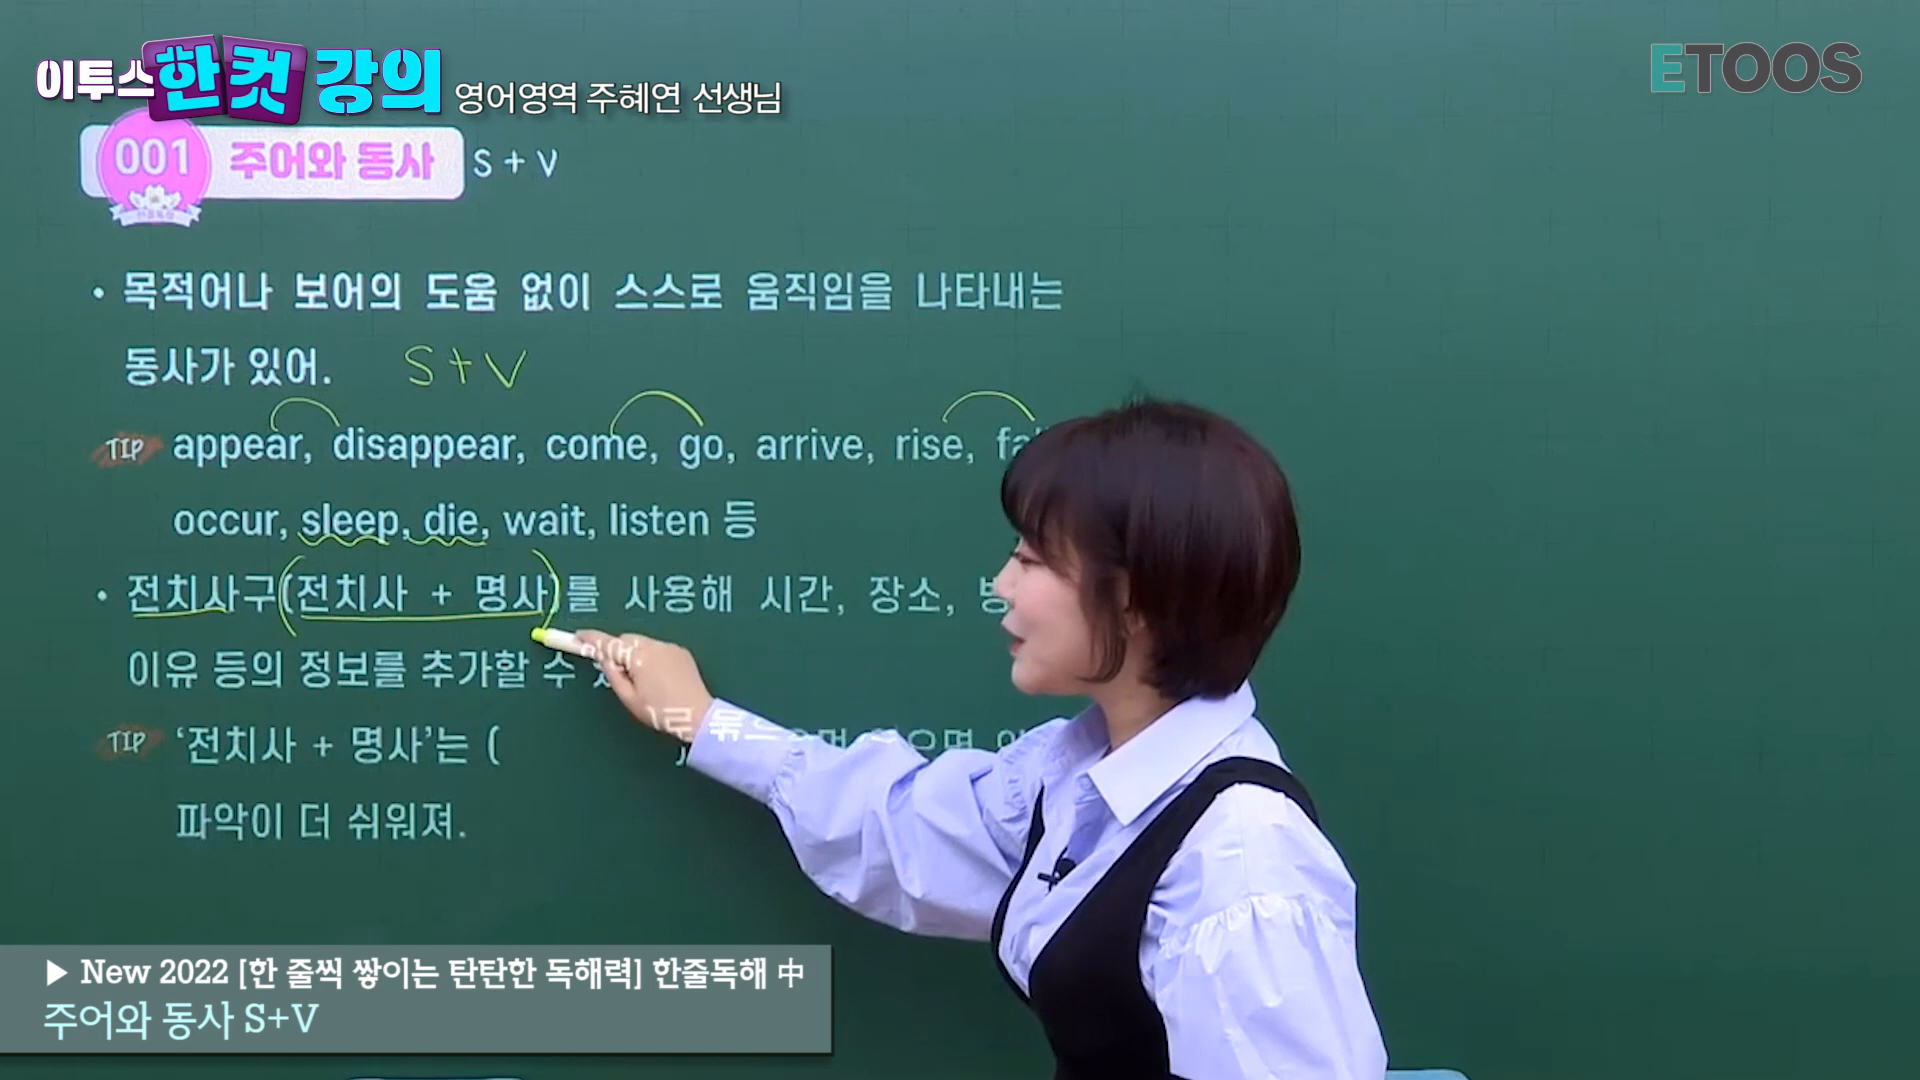 이투스 한컷 강의 영어영역 주혜연 선생님
ETOOS
001 주어와 동사 S + V
• 목적어나 보어의 도움 없이 스스로 움직임을 나타내는
동사가 있어. S + V
TIP appear, disappear, come, go, arrive, rise,
occur, sleep, die, wait, listen 등
• 전치사구(전치사 + 명사)를 사용해 시간, 장소,
이유 등의 정보를 추가할 수
TIP ‘전치사 + 명사’는 (
파악이 더 쉬워져.
▶ New 2022 [한 줄씩 쌓이는 탄탄한 독해력] 한줄독해 中
주어와 동사 S+V